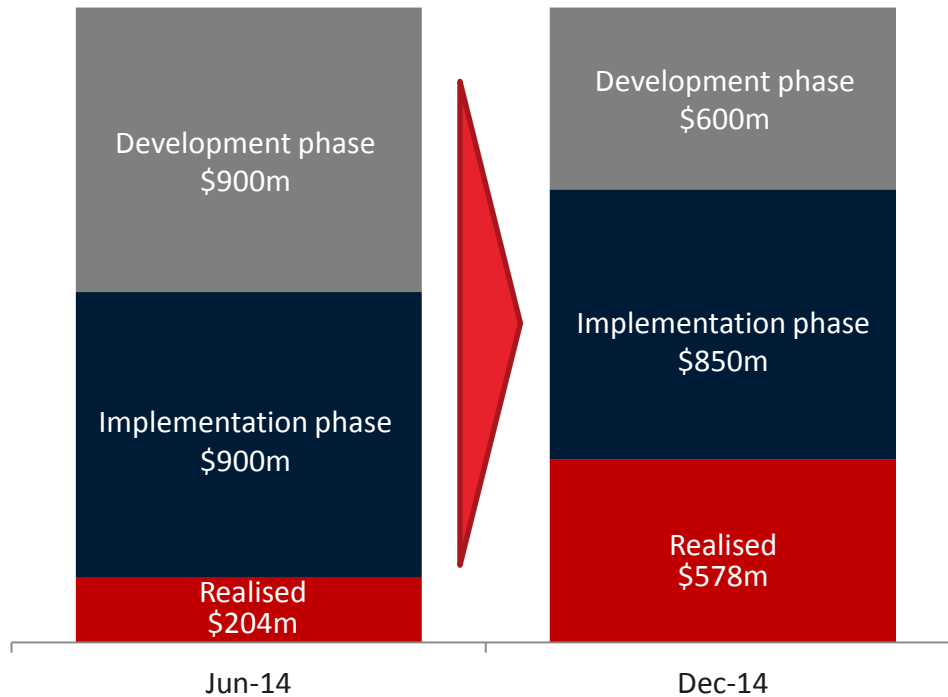 Development phase
$900m
Implementation phase
$900m
Realised
$204m
Jun-14
Development phase
$600m
Implementation phase
$850m
Realised
$578m
Dec-14